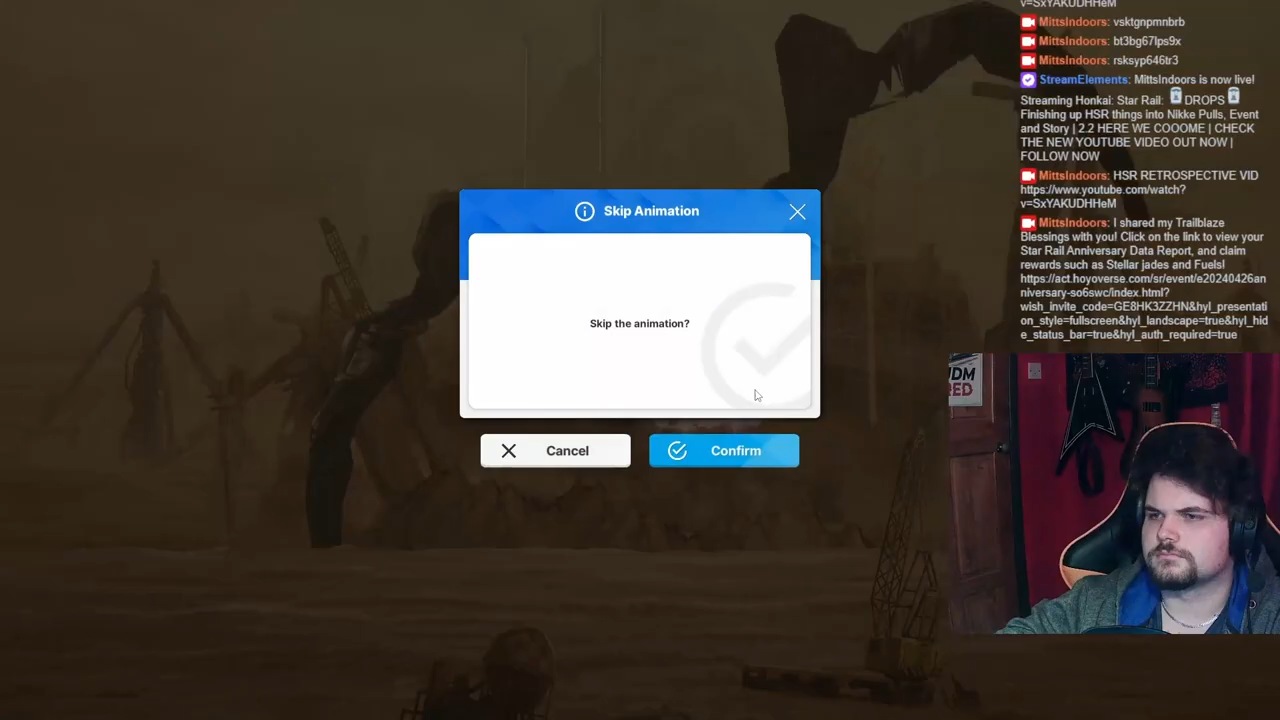 v=SxYAKUDHHeM
MittsIndoors: vsktgnpmnbrb
MittsIndoors: bt3bg67lps9x
MittsIndoors: rsksyp646tr3
StreamElements: MittsIndoors is now live!
Streaming Honkai: Star Rail: DROPS
Finishing up HSR things into Nikke Pulls, Event
and Story | 2.2 HERE WE COOOME | CHECK
THE NEW YOUTUBE VIDEO OUT NOW |
FOLLOW NOW
MittsIndoors: HSR RETROSPECTIVE VID
https://www.youtube.com/watch?
v=SxYAKUDHHeM
MittsIndoors: I shared my Trailblaze
Blessings with you! Click on the link to view your
Star Rail Anniversary Data Report, and claim
rewards such as Stellar jades and Fuels!
https://act.hoyoverse.com/sr/event/e20240426an
niversary-so6swc/index.html?
wish_invite_code=GE8HK3ZZHN&hyl_presentati
on_style=fullscreen&hyl_landscape=true&hyl_hid
e_status_bar=true&hyl_auth_required=true
Skip Animation
Skip the animation?
Cancel
Confirm